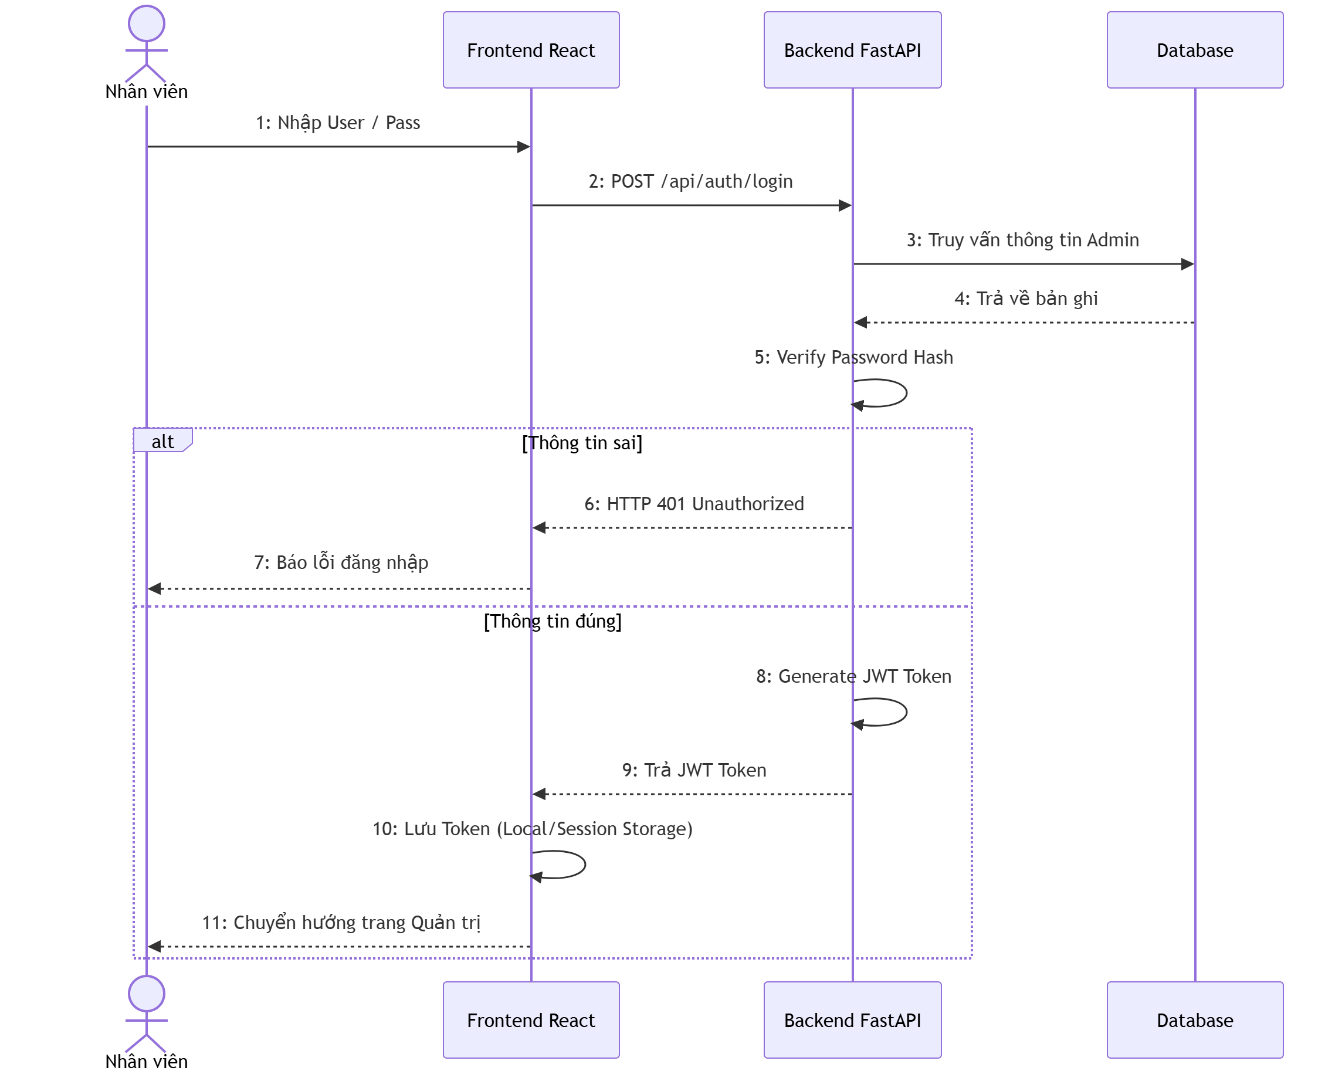 Nhân viên
Frontend React
Backend FastAPI
Database
1: Nhập User / Pass
2: POST /api/auth/login
3: Truy vấn thông tin Admin
4: Trả về bản ghi
5: Verify Password Hash
alt
[Thông tin sai]
6: HTTP 401 Unauthorized
7: Báo lỗi đăng nhập
[Thông tin đúng]
8: Generate JWT Token
9: Trả JWT Token
10: Lưu Token (Local/Session Storage)
11: Chuyển hướng trang Quản trị
Nhân viên
Frontend React
Backend FastAPI
Database